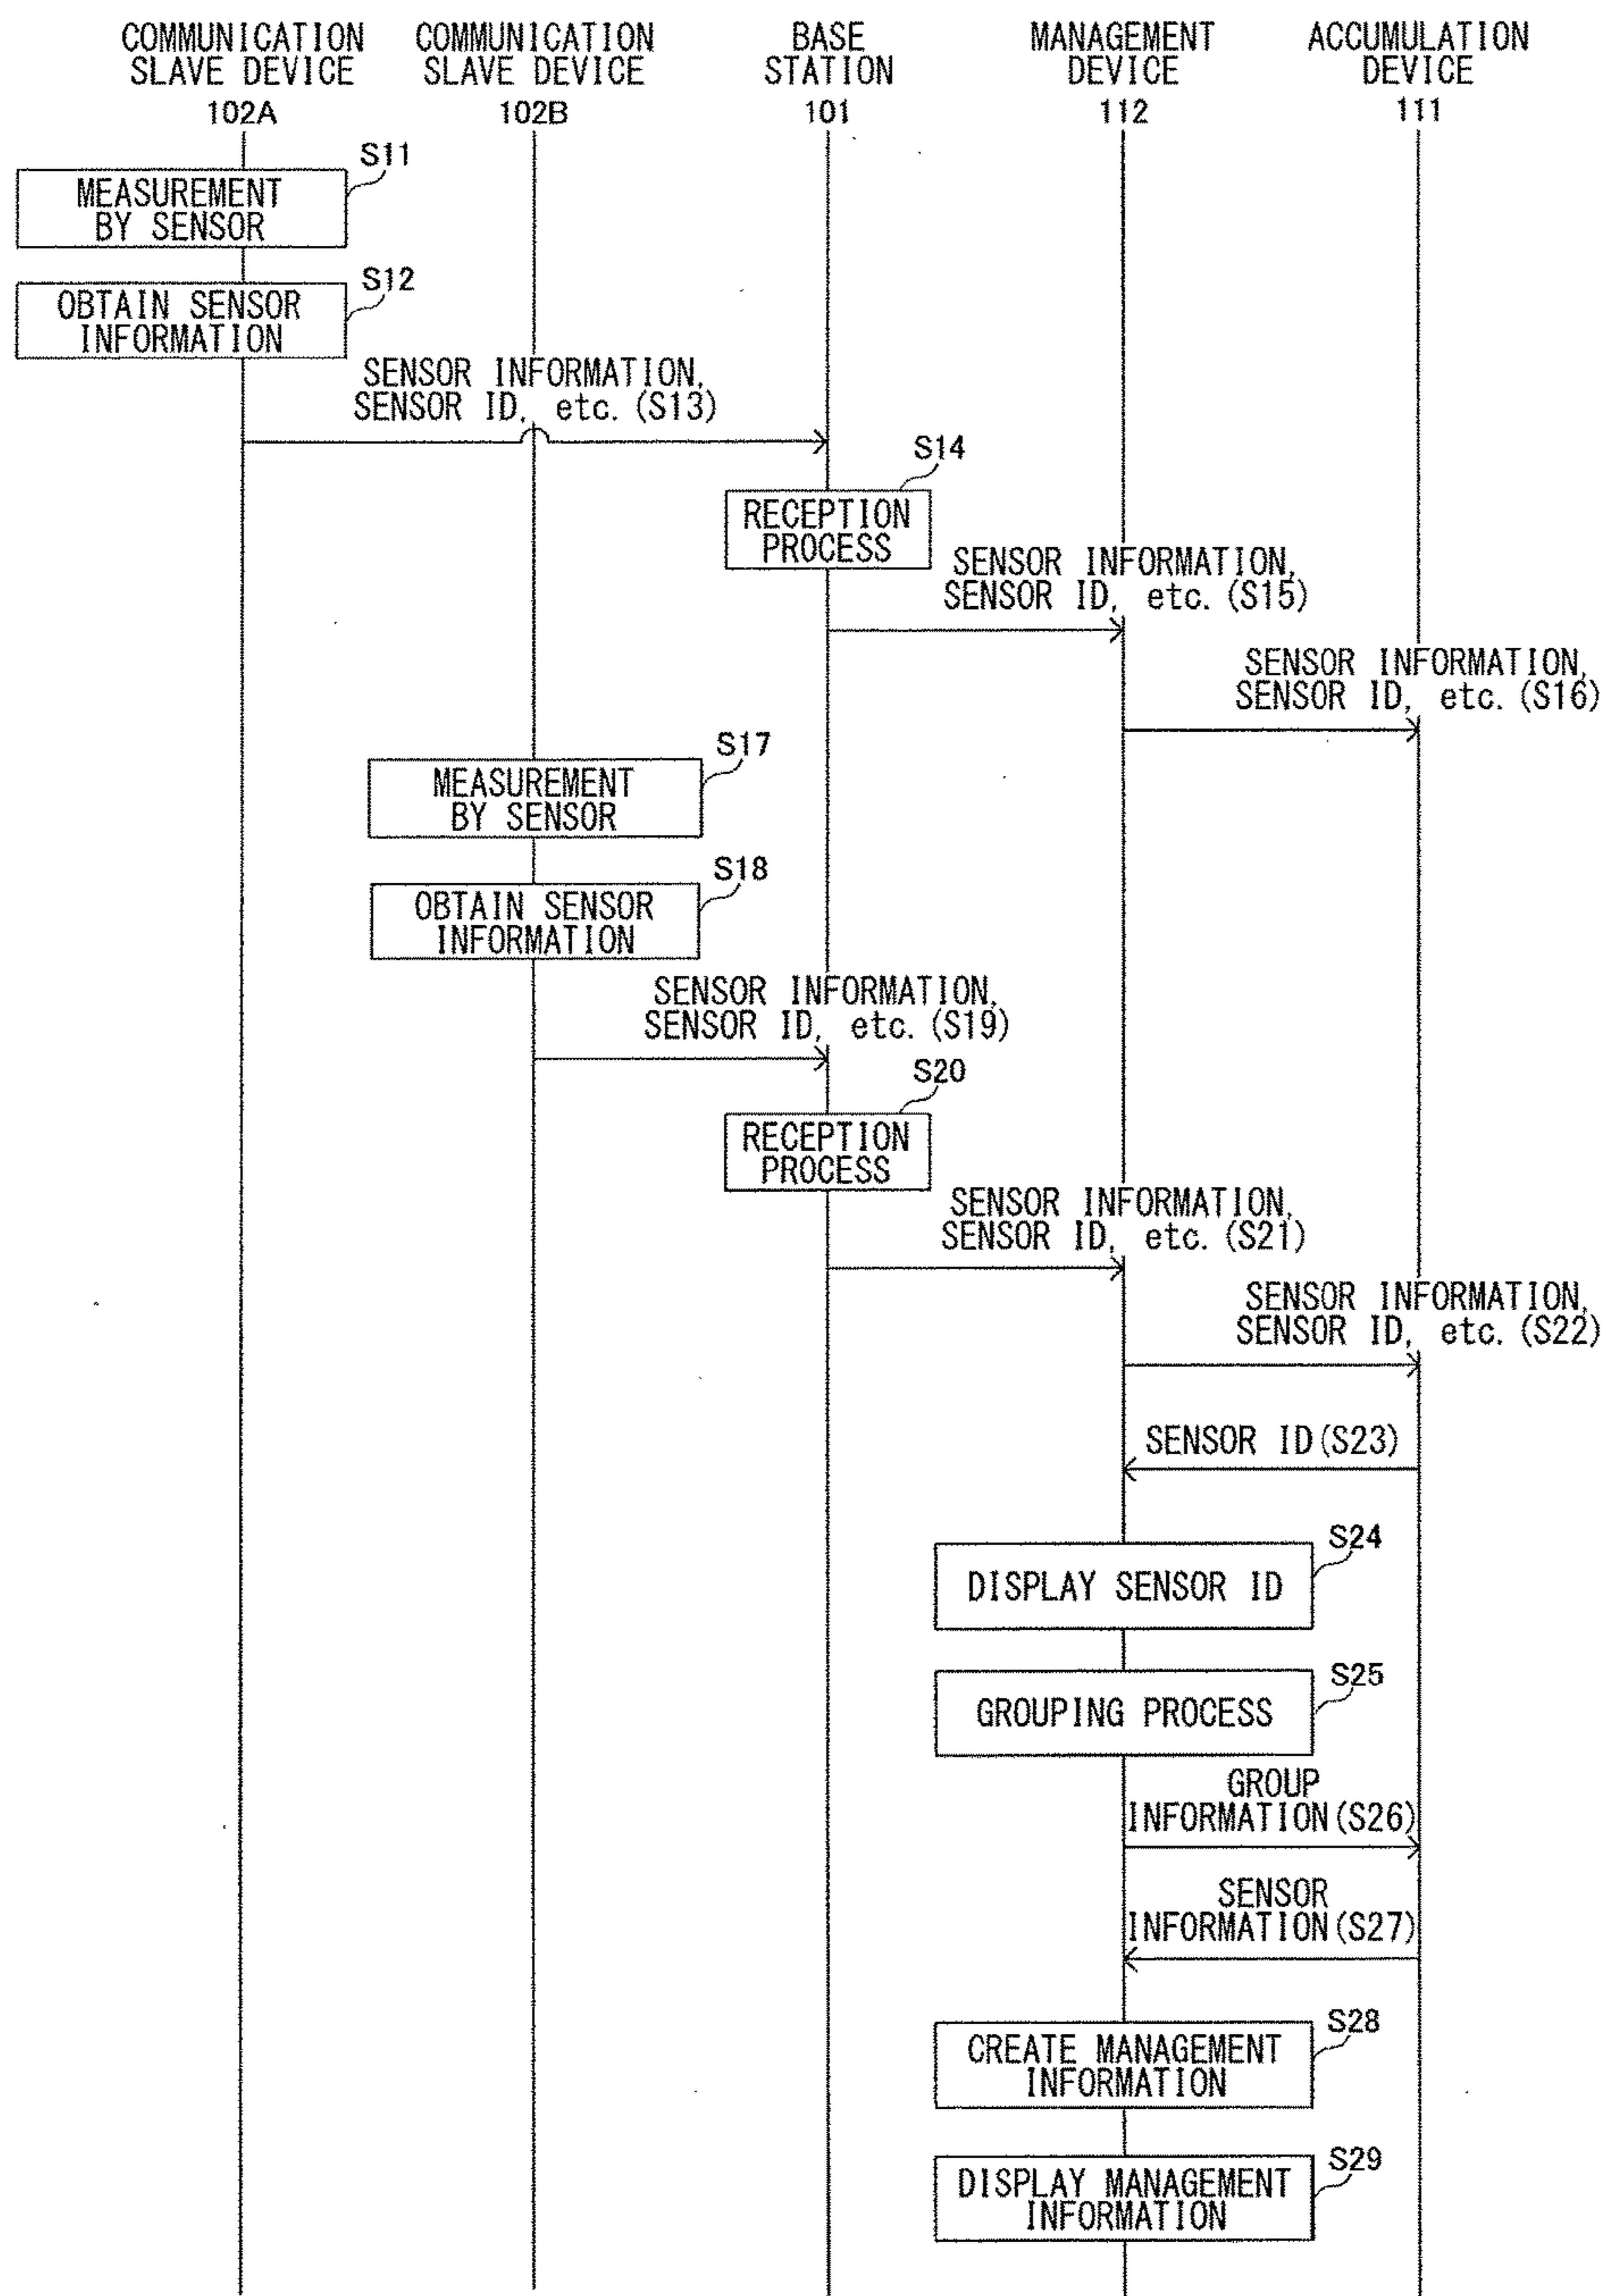 COMMUNICATION
SLAVE DEVICE
102A
COMMUNICATION
SLAVE DEVICE
102B
BASE
STATION
101
MANAGEMENT
DEVICE
112
ACCUMULATION
DEVICE
111
S11
MEASUREMENT
BY SENSOR
S12
OBTAIN SENSOR
INFORMATION
SENSOR INFORMATION,
SENSOR ID, etc. (S13)
S14
RECEPTION
PROCESS
SENSOR INFORMATION,
SENSOR ID, etc. (S15)
SENSOR INFORMATION,
SENSOR ID, etc. (S16)
S17
MEASUREMENT
BY SENSOR
S18
OBTAIN SENSOR
INFORMATION
SENSOR INFORMATION,
SENSOR ID, etc. (S19)
S20
RECEPTION
PROCESS
SENSOR INFORMATION,
SENSOR ID, etc. (S21)
SENSOR INFORMATION,
SENSOR ID, etc. (S22)
SENSOR ID (S23)
S24
DISPLAY SENSOR ID
S25
GROUPING PROCESS
GROUP
INFORMATION (S26)
SENSOR
INFORMATION (S27)
S28
CREATE MANAGEMENT
INFORMATION
S29
DISPLAY MANAGEMENT
INFORMATION